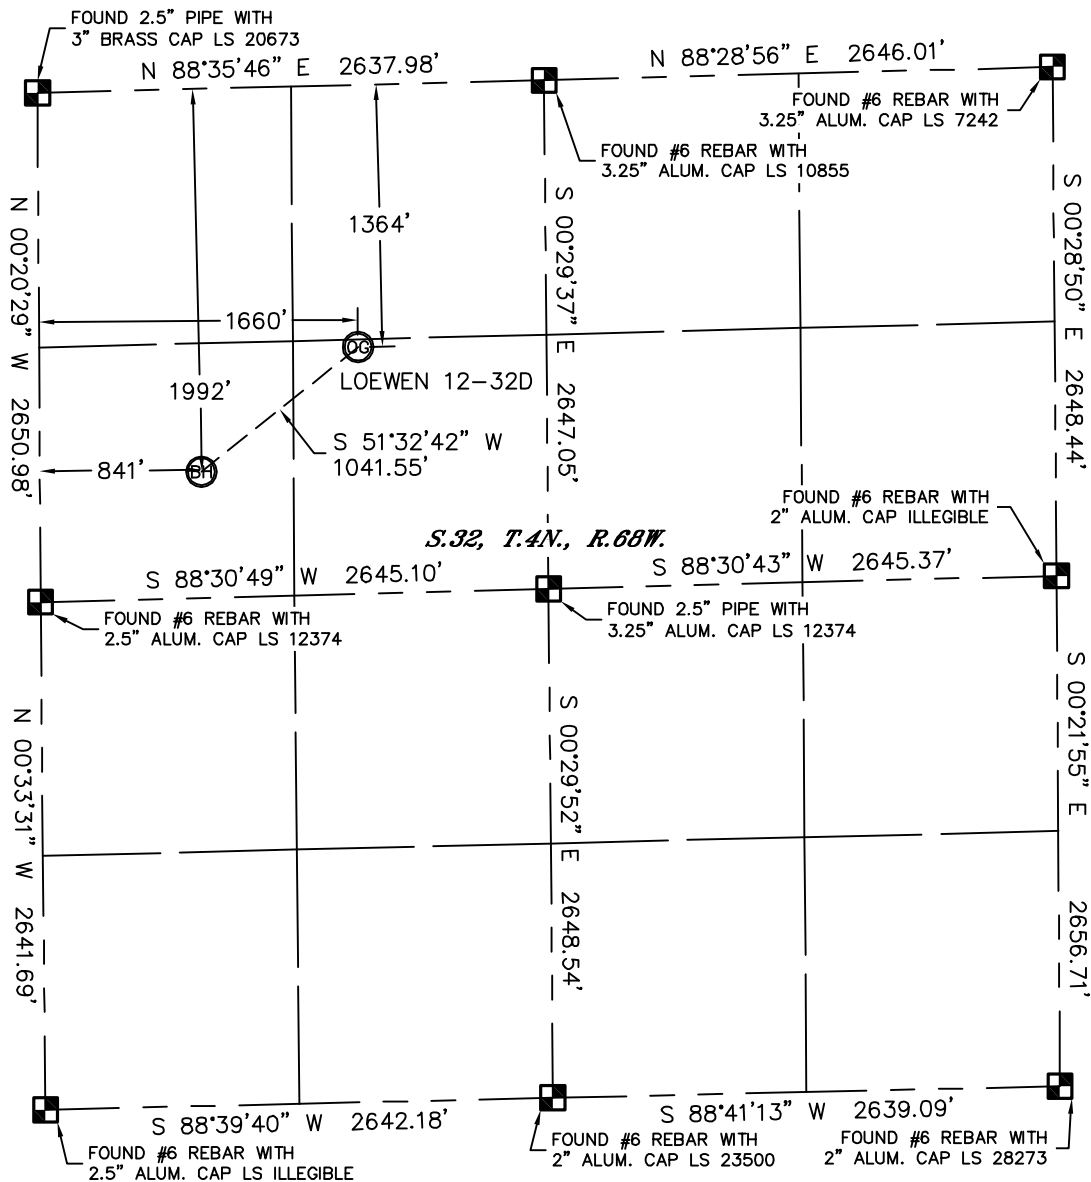 FOUND 2.5" PIPE WITH
3" BRASS CAP LS 20673
N 88°35'46" E 2637.98'
N 88°28'56" E 2646.01'
FOUND #6 REBAR WITH
3.25" ALUM. CAP LS 7242
FOUND #6 REBAR WITH
3.25" ALUM. CAP LS 10855
N 00°20'29" W 2650.98'
1364'
S 00°29'37" E 2647.05'
S 00°28'50" E 2648.44'
1660'
OG
LOEWEN 12-32D
1992'
S 51°32'42" W
1041.55'
841'
BH
FOUND #6 REBAR WITH
2" ALUM. CAP ILLEGIBLE
S.32, T.4N., R.68W.
S 88°30'49" W 2645.10'
S 88°30'43" W 2645.37'
FOUND #6 REBAR WITH
2.5" ALUM. CAP LS 12374
FOUND 2.5" PIPE WITH
3.25" ALUM. CAP LS 12374
N 00°33'31" W 2641.69'
S 00°29'52" E 2648.54'
S 00°21'55" E 2656.71'
S 88°39'40" W 2642.18'
S 88°41'13" W 2639.09'
FOUND #6 REBAR WITH
2.5" ALUM. CAP LS ILLEGIBLE
FOUND #6 REBAR WITH
2" ALUM. CAP LS 23500
FOUND #6 REBAR WITH
2" ALUM. CAP LS 28273